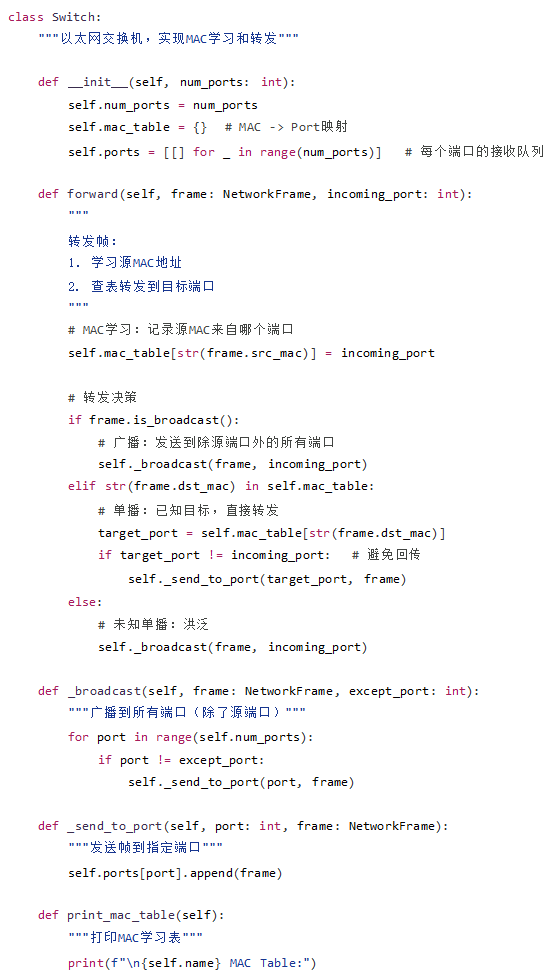 class Switch:
    """以太网交换机，实现MAC学习和转发"""

    def __init__(self, num_ports: int):
        self.num_ports = num_ports
        self.mac_table = {}  # MAC -> Port映射
        self.ports = [[] for _ in range(num_ports)]  # 每个端口的接收队列

    def forward(self, frame: NetworkFrame, incoming_port: int):
        """
        转发帧：
        1. 学习源MAC地址
        2. 查表转发到目标端口
        """
        # MAC学习：记录源MAC来自哪个端口
        self.mac_table[str(frame.src_mac)] = incoming_port

        # 转发决策
        if frame.is_broadcast():
            # 广播：发送到除源端口外的所有端口
            self._broadcast(frame, incoming_port)
        elif str(frame.dst_mac) in self.mac_table:
            # 单播：已知目标，直接转发
            target_port = self.mac_table[str(frame.dst_mac)]
            if target_port != incoming_port:  # 避免回传
                self._send_to_port(target_port, frame)
        else:
            # 未知单播：洪泛
            self._broadcast(frame, incoming_port)

    def _broadcast(self, frame: NetworkFrame, except_port: int):
        """广播到所有端口（除了源端口）"""
        for port in range(self.num_ports):
            if port != except_port:
                self._send_to_port(port, frame)

    def _send_to_port(self, port: int, frame: NetworkFrame):
        """发送帧到指定端口"""
        self.ports[port].append(frame)

    def print_mac_table(self):
        """打印MAC学习表"""
        print(f"\n{self.name} MAC Table:")